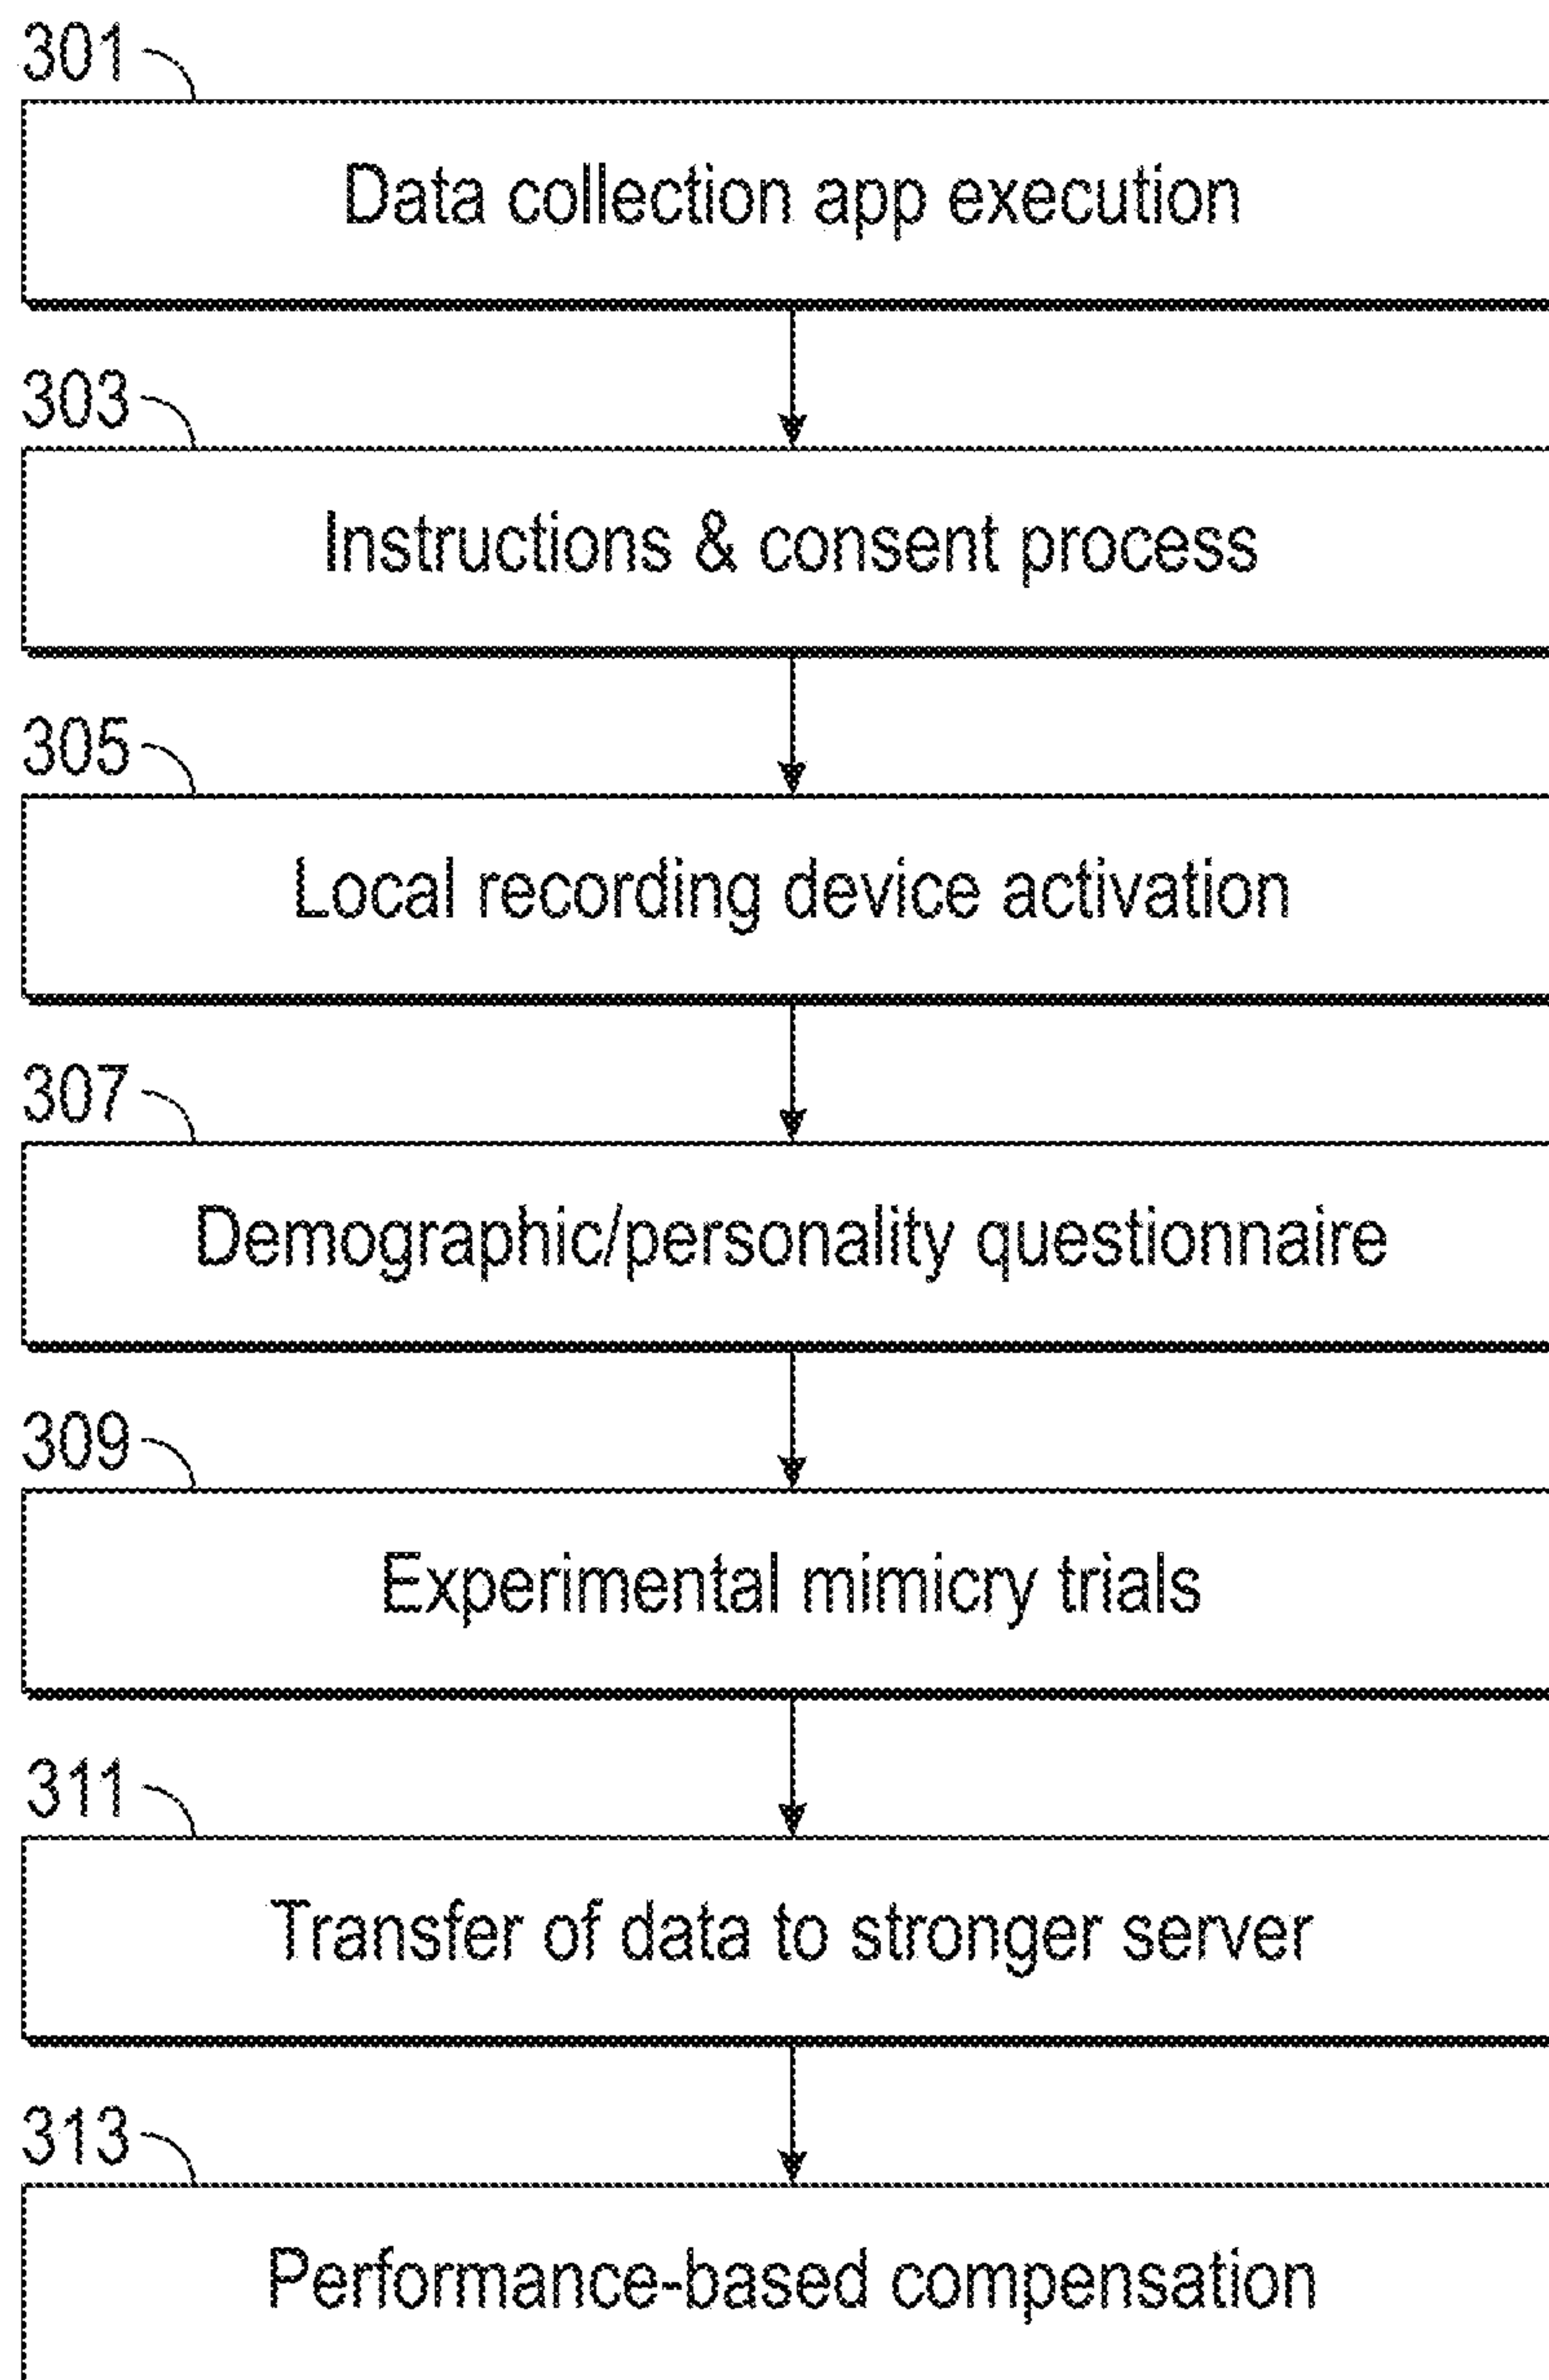 301
Data collection app execution
303
Instructions & consent process
305
Local recording device activation
307
Demographic/personality questionnaire
309
Experimental mimicry trials
311
Transfer of data to stronger server
313
Performance-based compensation